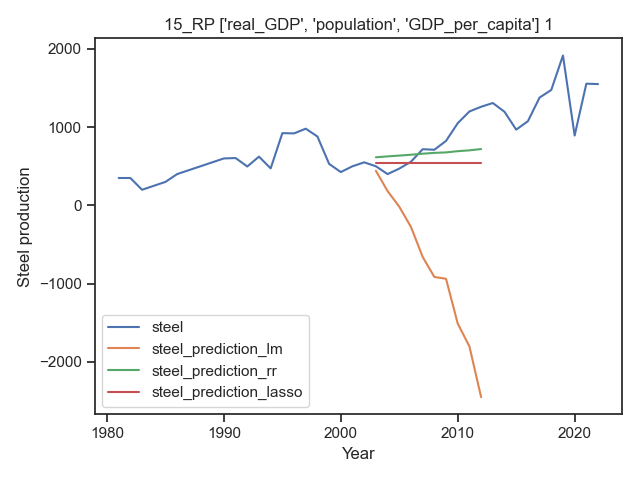 15_RP ['real_GDP', 'population', 'GDP_per_capita'] 1
2000
1000
0
−1000
−2000
Steel production
steel
steel_prediction_lm
steel_prediction_rr
steel_prediction_lasso
1980 1990 2000 2010 2020
Year